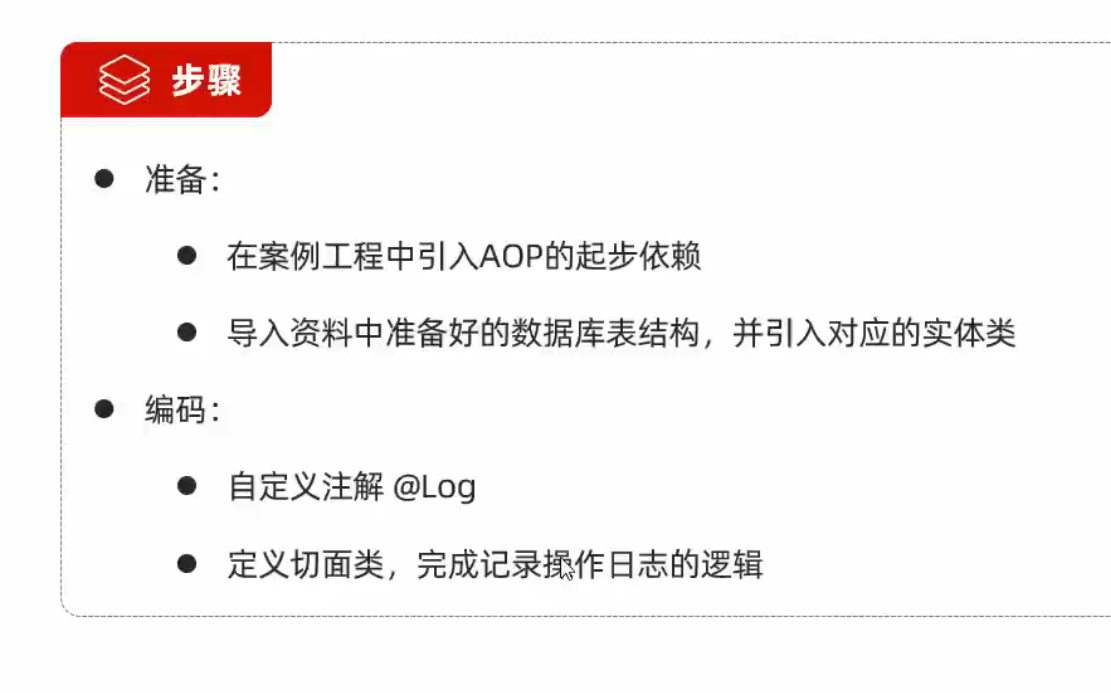 步骤
准备：
在案例工程中引入AOP的起步依赖
导入资料中准备好的数据库表结构，并引入对应的实体类
编码：
自定义注解 @Log
定义切面类，完成记录操作日志的逻辑